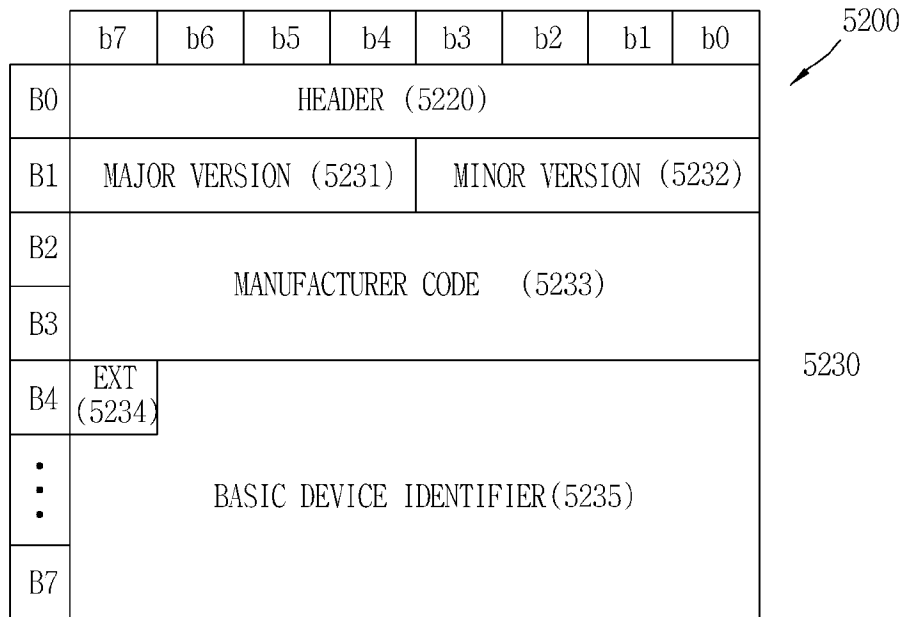 5200
b7 b6 b5 b4 b3 b2 b1 b0
B0 HEADER (5220)
B1 MAJOR VERSION (5231) MINOR VERSION (5232)
B2
MANUFACTURER CODE (5233)
B3
5230
B4 EXT
(5234)
BASIC DEVICE IDENTIFIER(5235)
B7